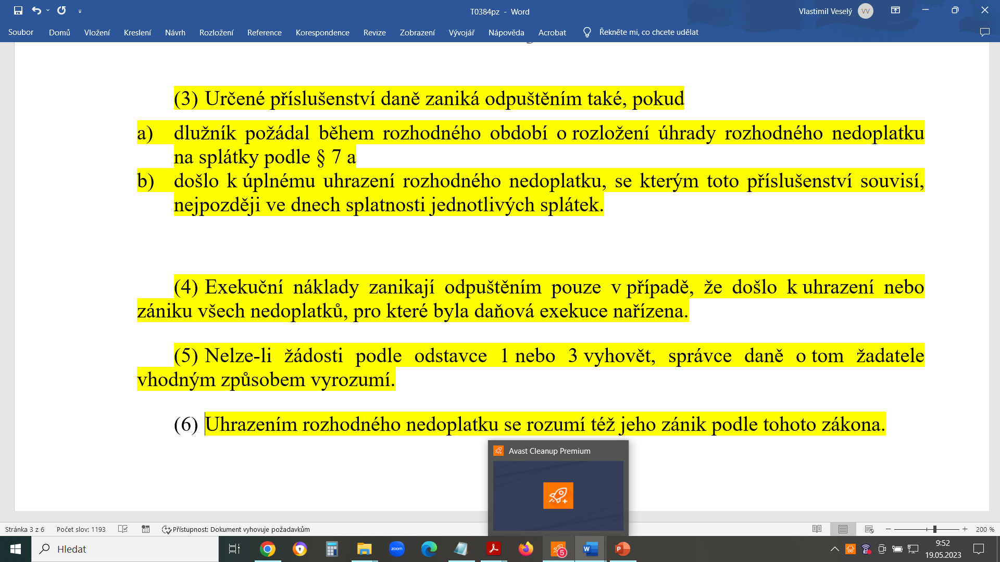 T0384pz - Word
Vlastimil Veselý
VV
Soubor Domů Vložení Kreslení Návrh Rozložení Reference Korespondence Revize Zobrazení Vývojář Nápověda Acrobat Řekněte mi, co chcete udělat
(3) Určené příslušenství daně zaniká odpuštěním také, pokud
a) dlužník požádal během rozhodného období o rozložení úhrady rozhodného nedoplatku
na splátky podle § 7 a
b) došlo k úplnému uhrazení rozhodného nedoplatku, se kterým toto příslušenství souvisí,
nejpozději ve dnech splatnosti jednotlivých splátek.
(4) Exekuční náklady zanikají odpuštěním pouze v případě, že došlo k uhrazení nebo
zániku všech nedoplatků, pro které byla daňová exekuce nařízena.
(5) Nelze-li žádosti podle odstavce 1 nebo 3 vyhovět, správce daně o tom žadatele
vhodným způsobem vyrozumí.
(6) Uhrazením rozhodného nedoplatku se rozumí též jeho zánik podle tohoto zákona.
Avast Cleanup Premium
Stránka 3 z 6 Počet slov: 1193 Přístupnost: Dokument vyhovuje požadavkům 200 %
Hledat
zoom
5
W
P
9:52
19.05.2023